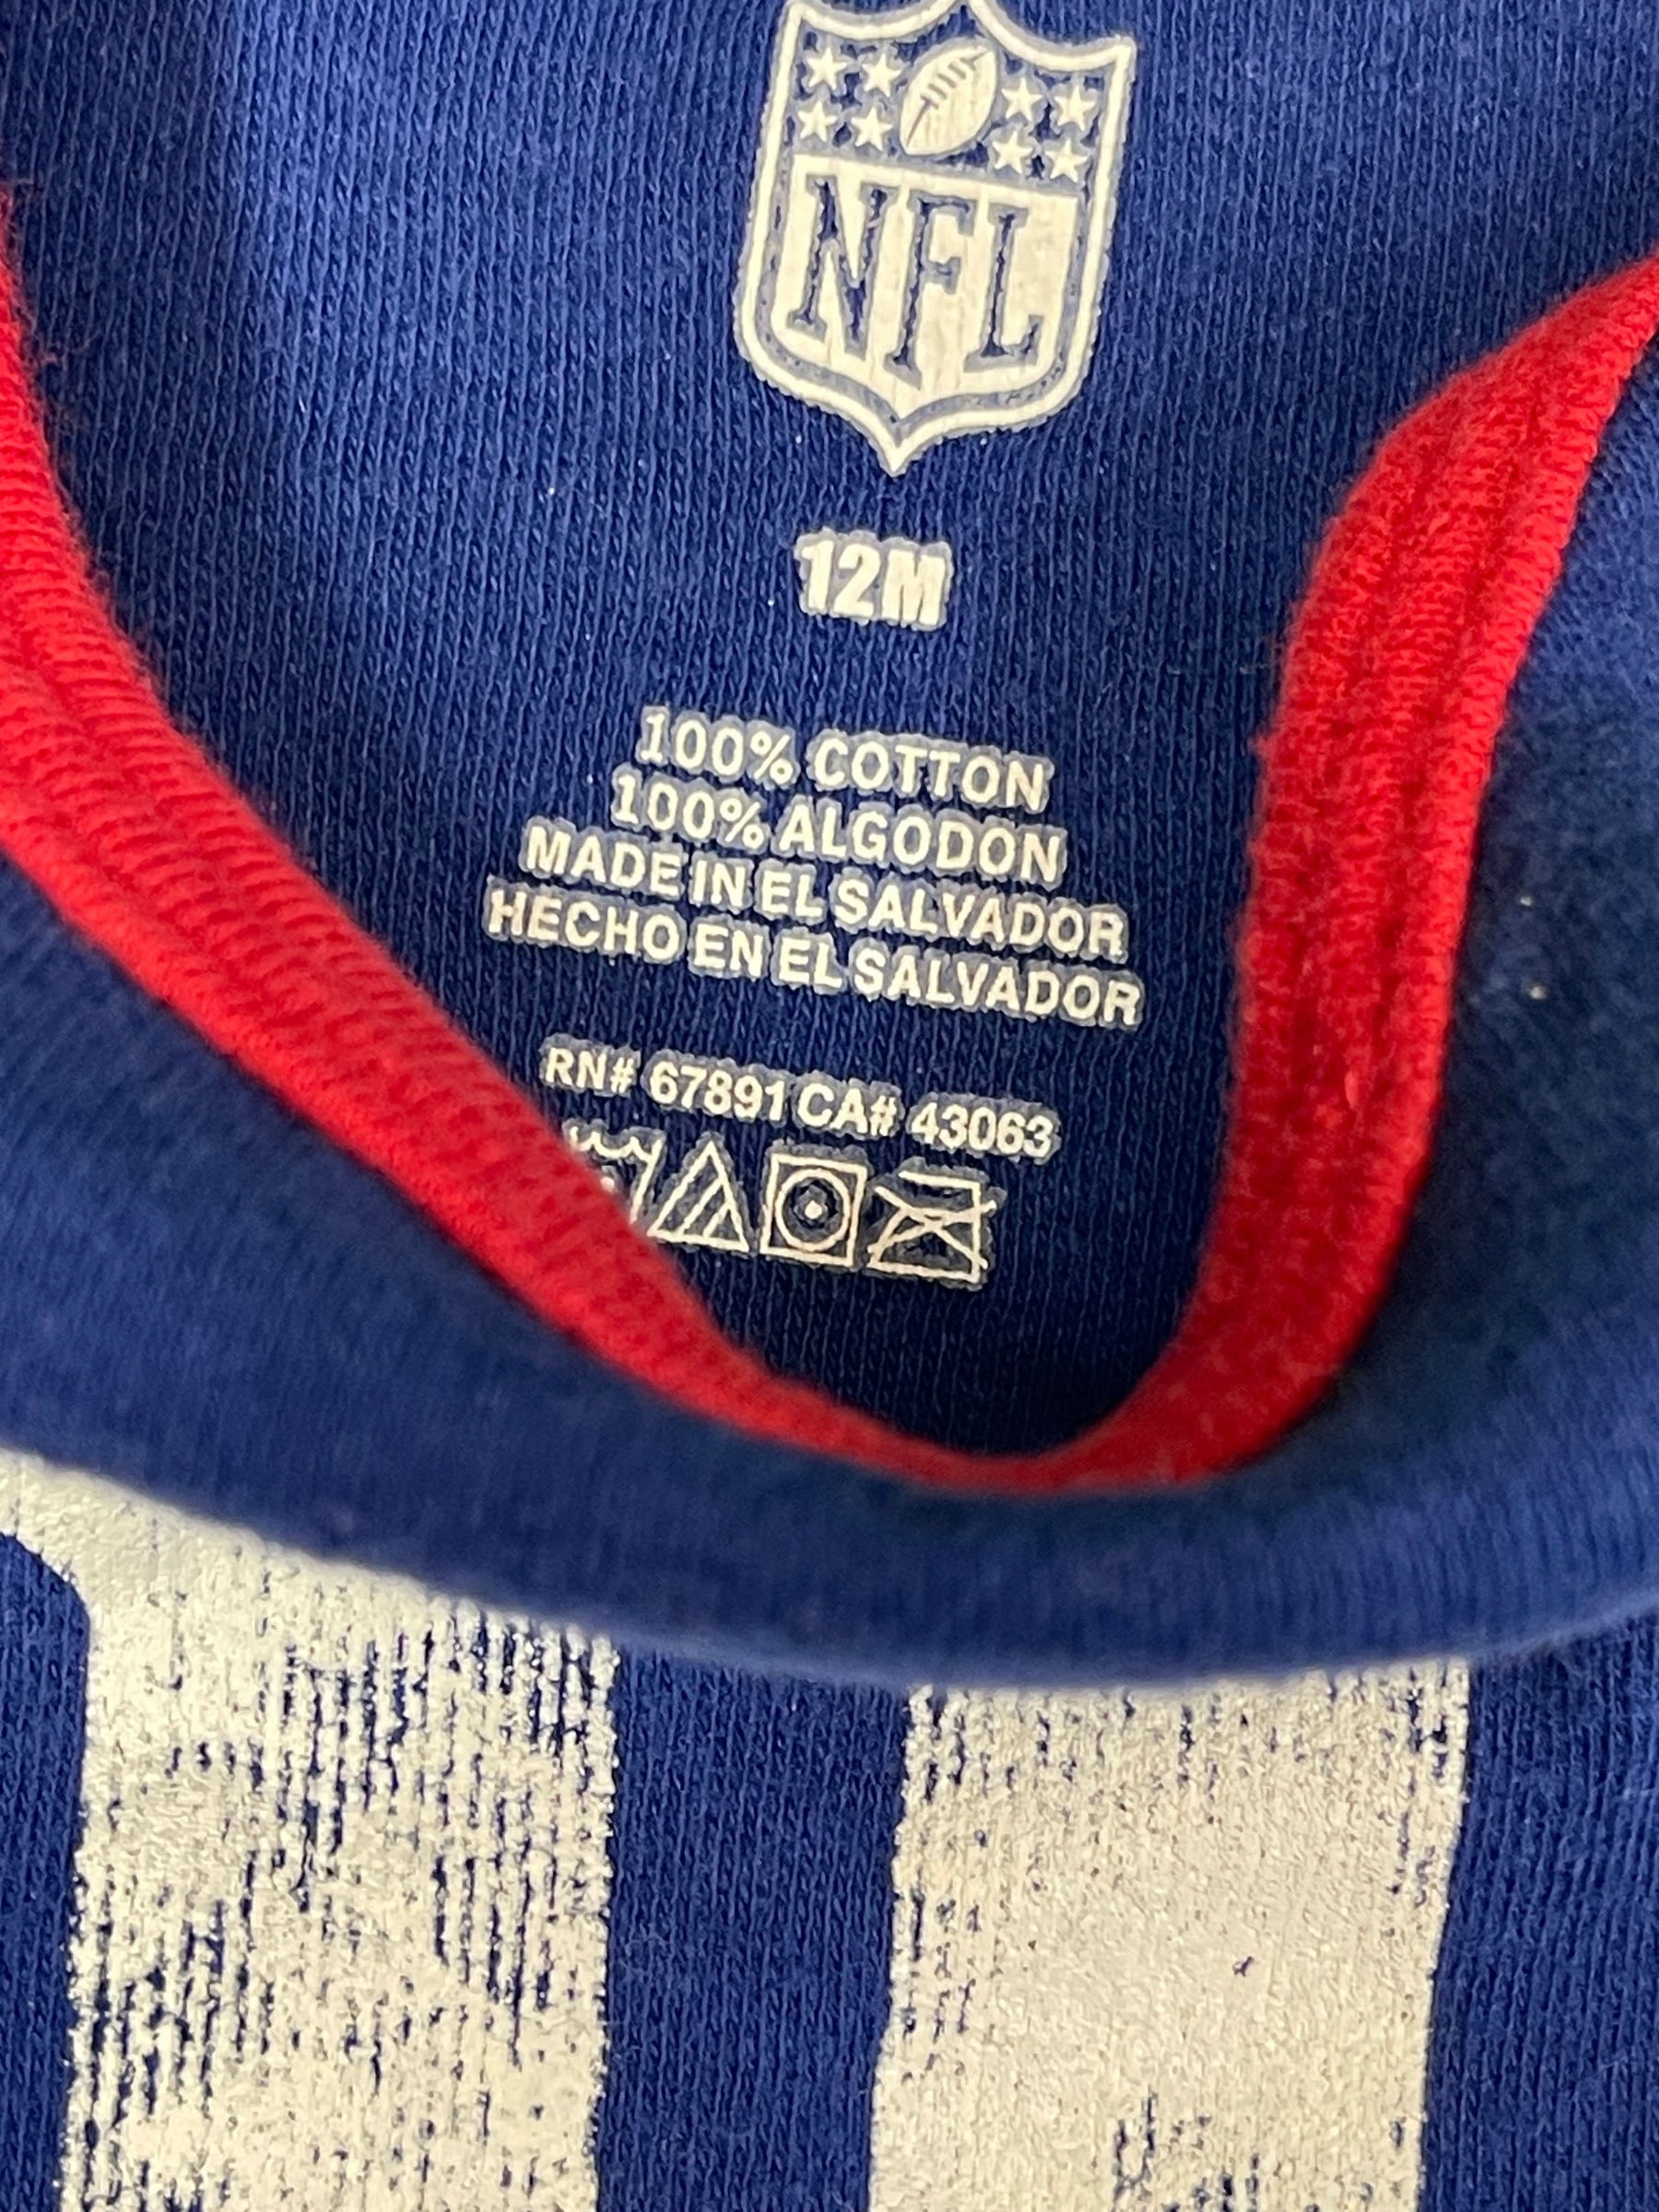 NFL
12M
100% COTTON
100% ALGODON
MADE IN EL SALVADOR
HECHO EN EL SALVADOR
RN# 67891 CA# 43063